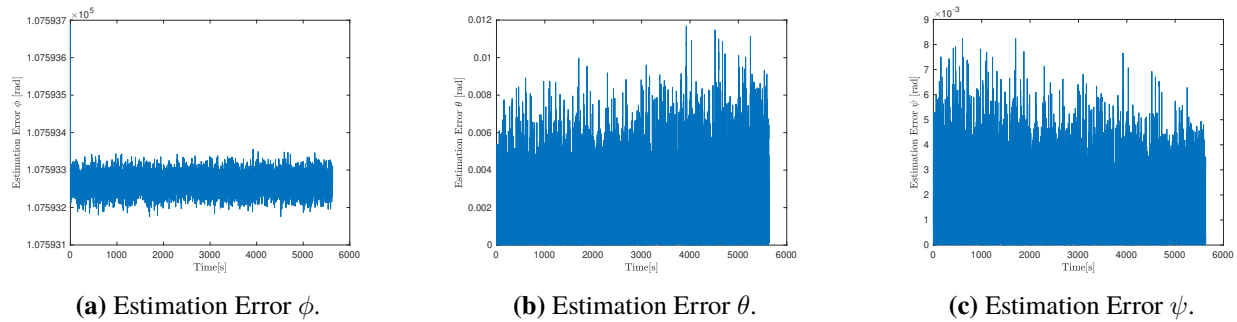 ×10⁵
1.075937
1.075936
1.075935
1.075934
1.075933
1.075932
1.075931
Estimation Error ϕ [rad]
0 1000 2000 3000 4000 5000 6000
Time[s]
(a) Estimation Error ϕ.
0.012
0.01
0.008
0.006
0.004
0.002
0
Estimation Error θ [rad]
0 1000 2000 3000 4000 5000 6000
Time[s]
(b) Estimation Error θ.
×10⁻³
9
8
7
6
5
4
3
2
1
0
Estimation Error ψ [rad]
0 1000 2000 3000 4000 5000 6000
Time[s]
(c) Estimation Error ψ.